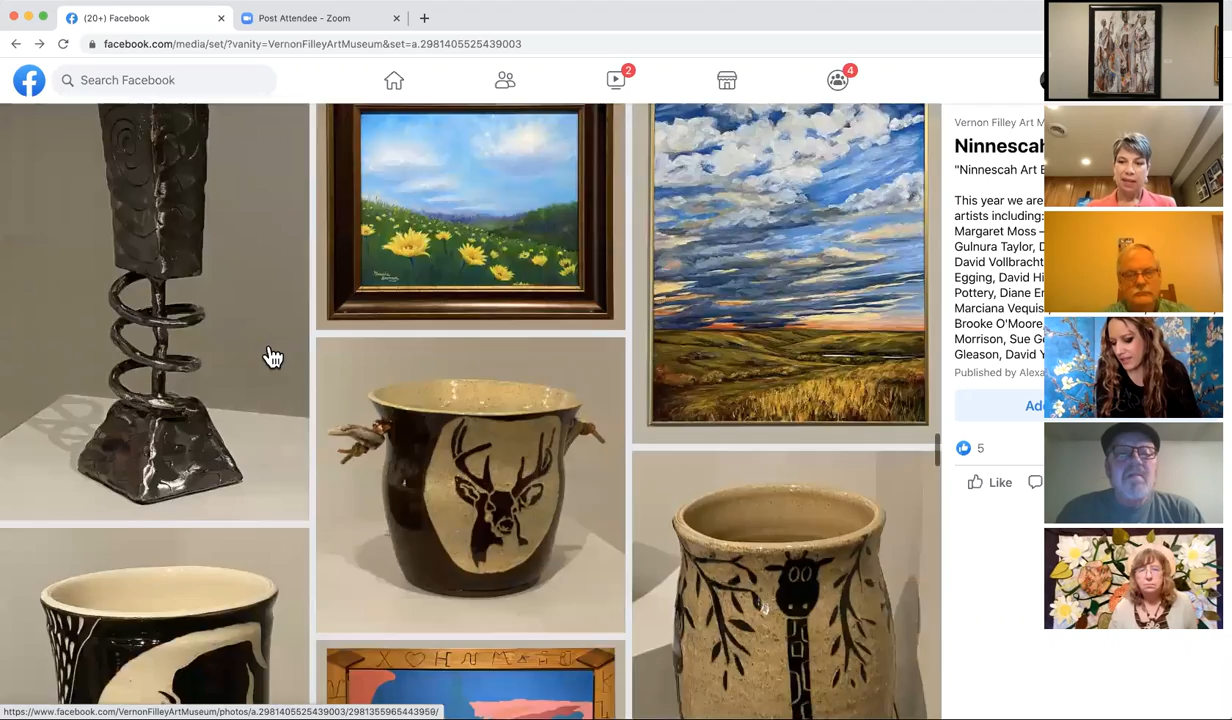 (20+) Facebook
Post Attendee - Zoom
facebook.com/media/set/?vanity=VernonFilleyArtMuseum&set=a.2981405525439003
Search Facebook
2
4
Vernon Filley Art M
Ninnescah
"Ninnescah Art E
This year we are
artists including:
Margaret Moss –
Gulnura Taylor, D
David Vollbracht
Egging, David Hi
Pottery, Diane Er
Marciana Vequis
Brooke O'Moore
Morrison, Sue G
Gleason, David Y
Published by Alexa
Add
5
Like
https://www.facebook.com/VernonFilleyArtMuseum/photos/a.2981405525439003/2981355965443959/